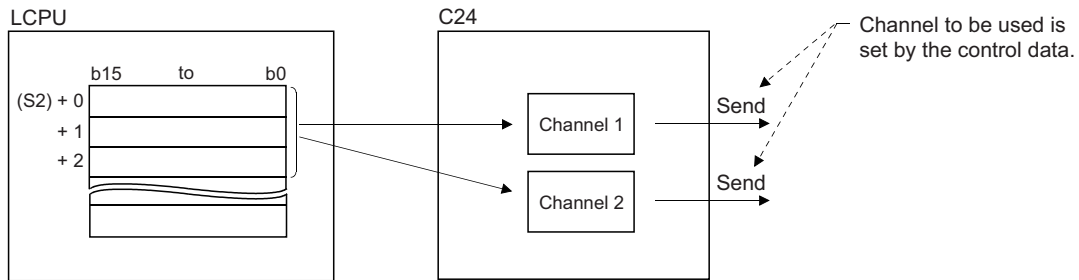 LCPU
b15 to b0
(S2) + 0
+ 1
+ 2
C24
Channel 1
Channel 2
Send
Send
Channel to be used is
set by the control data.